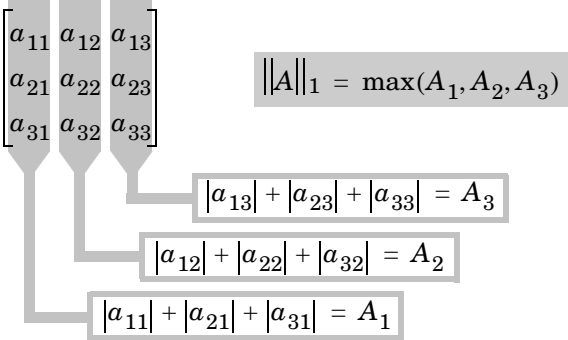 a₁₁ a₁₂ a₁₃
a₂₁ a₂₂ a₂₃
a₃₁ a₃₂ a₃₃
‖A‖₁ = max(A₁,A₂,A₃)
|a₁₃| + |a₂₃| + |a₃₃| = A₃
|a₁₂| + |a₂₂| + |a₃₂| = A₂
|a₁₁| + |a₂₁| + |a₃₁| = A₁